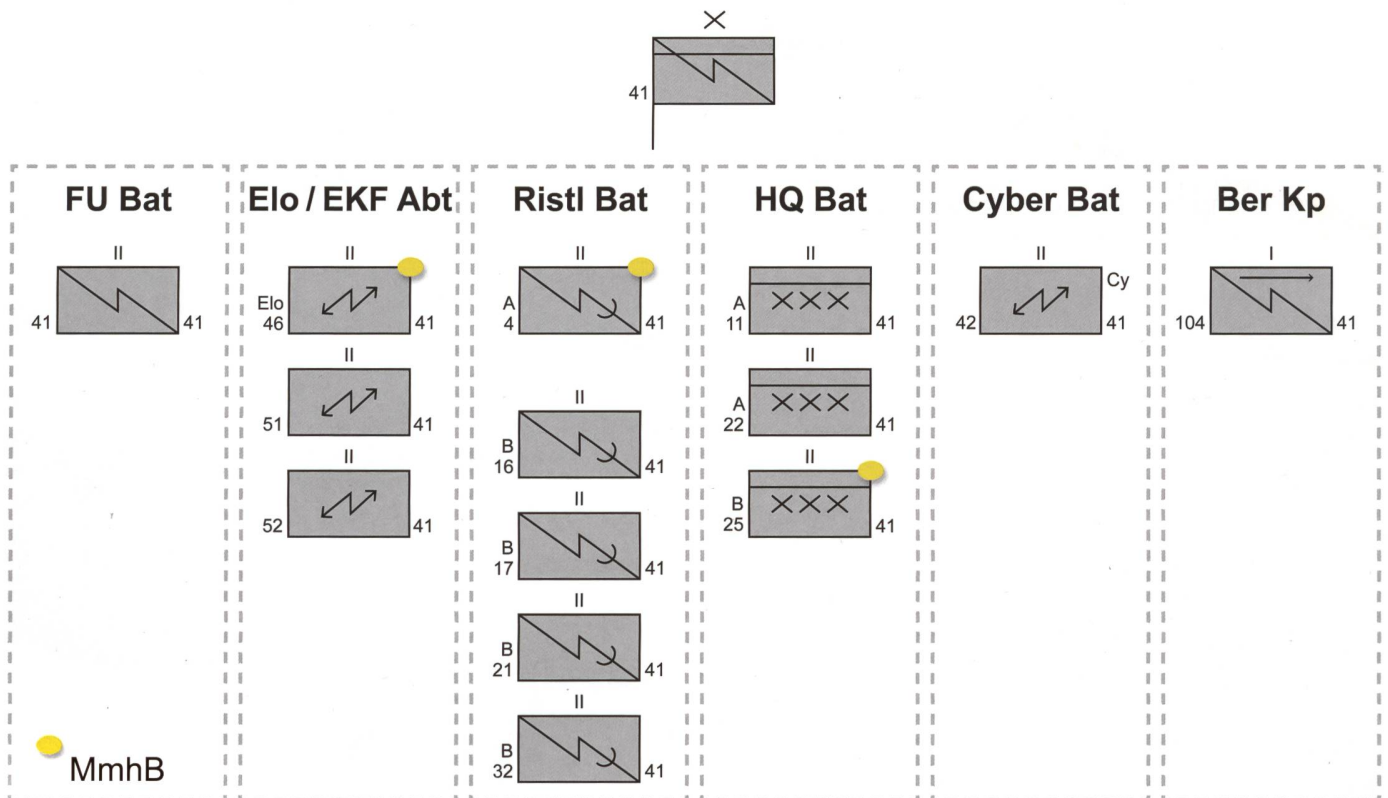 41
FU Bat
Elo / EKF Abt
Ristl Bat
HQ Bat
Cyber Bat
Ber Kp
II
41 41
II
Elo
46 41
II
51 41
II
52 41
II
A
4 41
II
B
16 41
II
B
17 41
II
B
21 41
II
B
32 41
II
A
11 41
II
A
22 41
II
B
25 41
II
Cy
42 41
I
104 41
MmhB